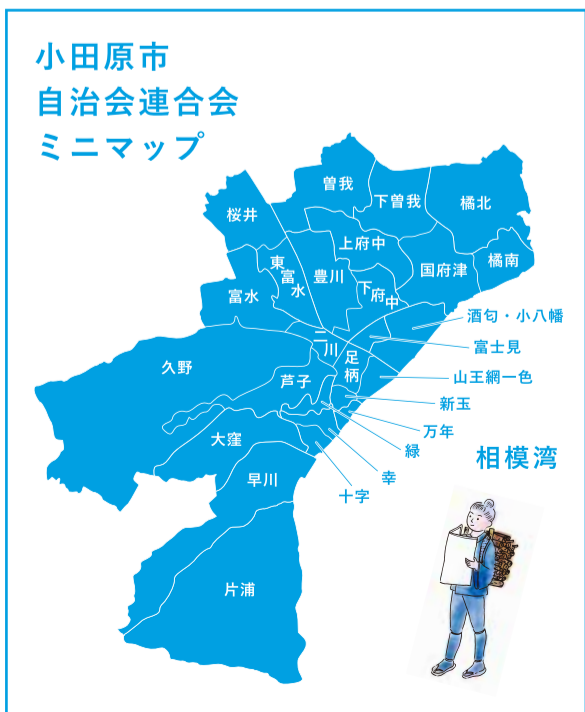 小田原市
自治会連合会
ミニマップ
曽我
下曽我
橘北
桜井
上府中
橘南
国府津
東富水
豊川
下府中
富水
酒匂・小八幡
富士見
二川
足柄
山王網一色
久野
芦子
新玉
万年
大窪
緑
相模湾
幸
早川
十字
片浦